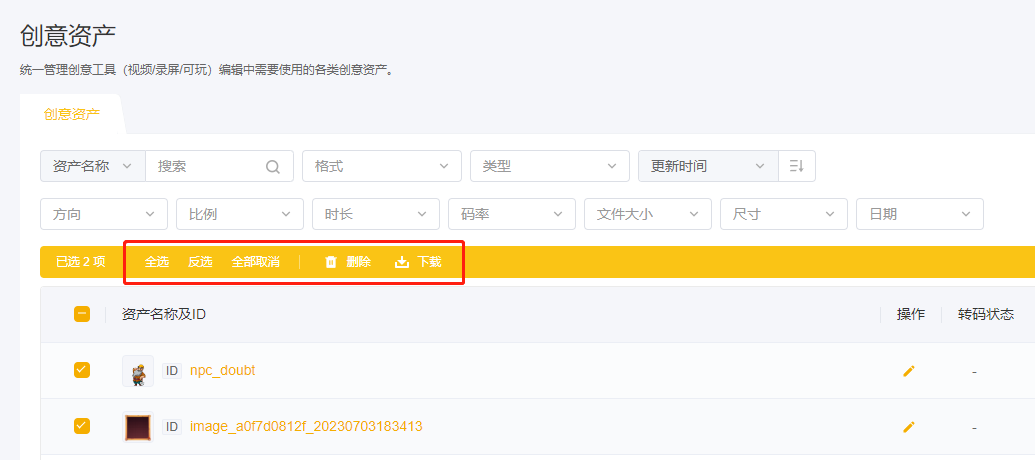 创意资产
统一管理创意工具（视频/录屏/可玩）编辑中需要使用的各类创意资产。
创意资产
资产名称 搜索 格式 类型 更新时间
方向 比例 时长 码率 文件大小 尺寸 日期
已选 2 项 全选 反选 全部取消 删除 下载
资产名称及ID 操作 转码状态
ID npc_doubt -
ID image_a0f7d0812f_20230703183413 -